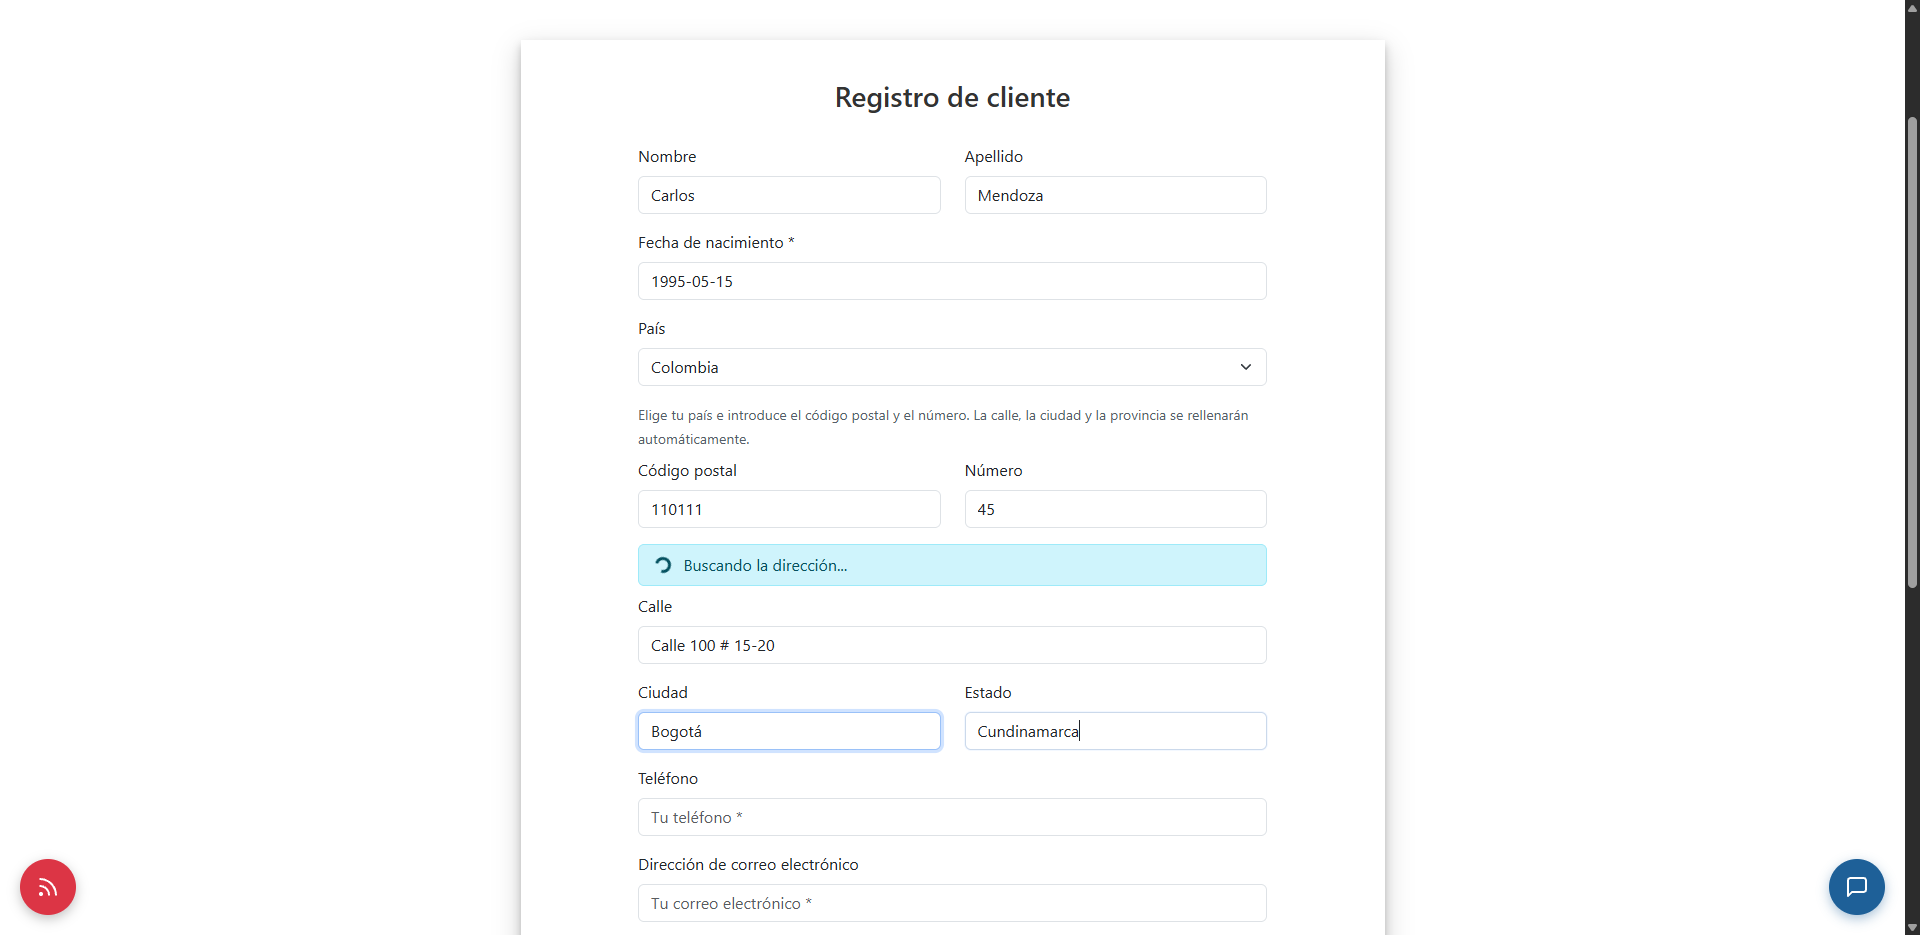 Registro de cliente
Nombre
Apellido
Carlos
Mendoza
Fecha de nacimiento *
1995-05-15
País
Colombia
Elige tu país e introduce el código postal y el número. La calle, la ciudad y la provincia se rellenarán
automáticamente.
Código postal
Número
110111
45
Buscando la dirección...
Calle
Calle 100 # 15-20
Ciudad
Estado
Bogotá
Cundinamarca
Teléfono
Tu teléfono *
Dirección de correo electrónico
Tu correo electrónico *